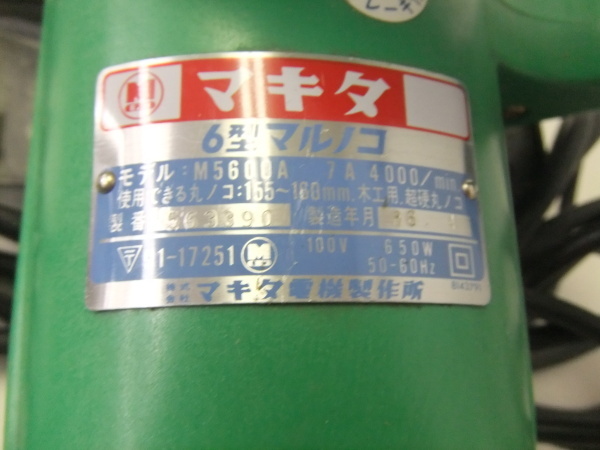 マキタ
6型マルノコ
モデル:M5600A 7A 4000/min
使用できる丸ノコ:155~160mm.木工用.超硬丸ノコ
製番 製造年月 86. 4
〒 91-17251 M 100V 650W
50-60Hz
株式会社 マキタ電機製作所